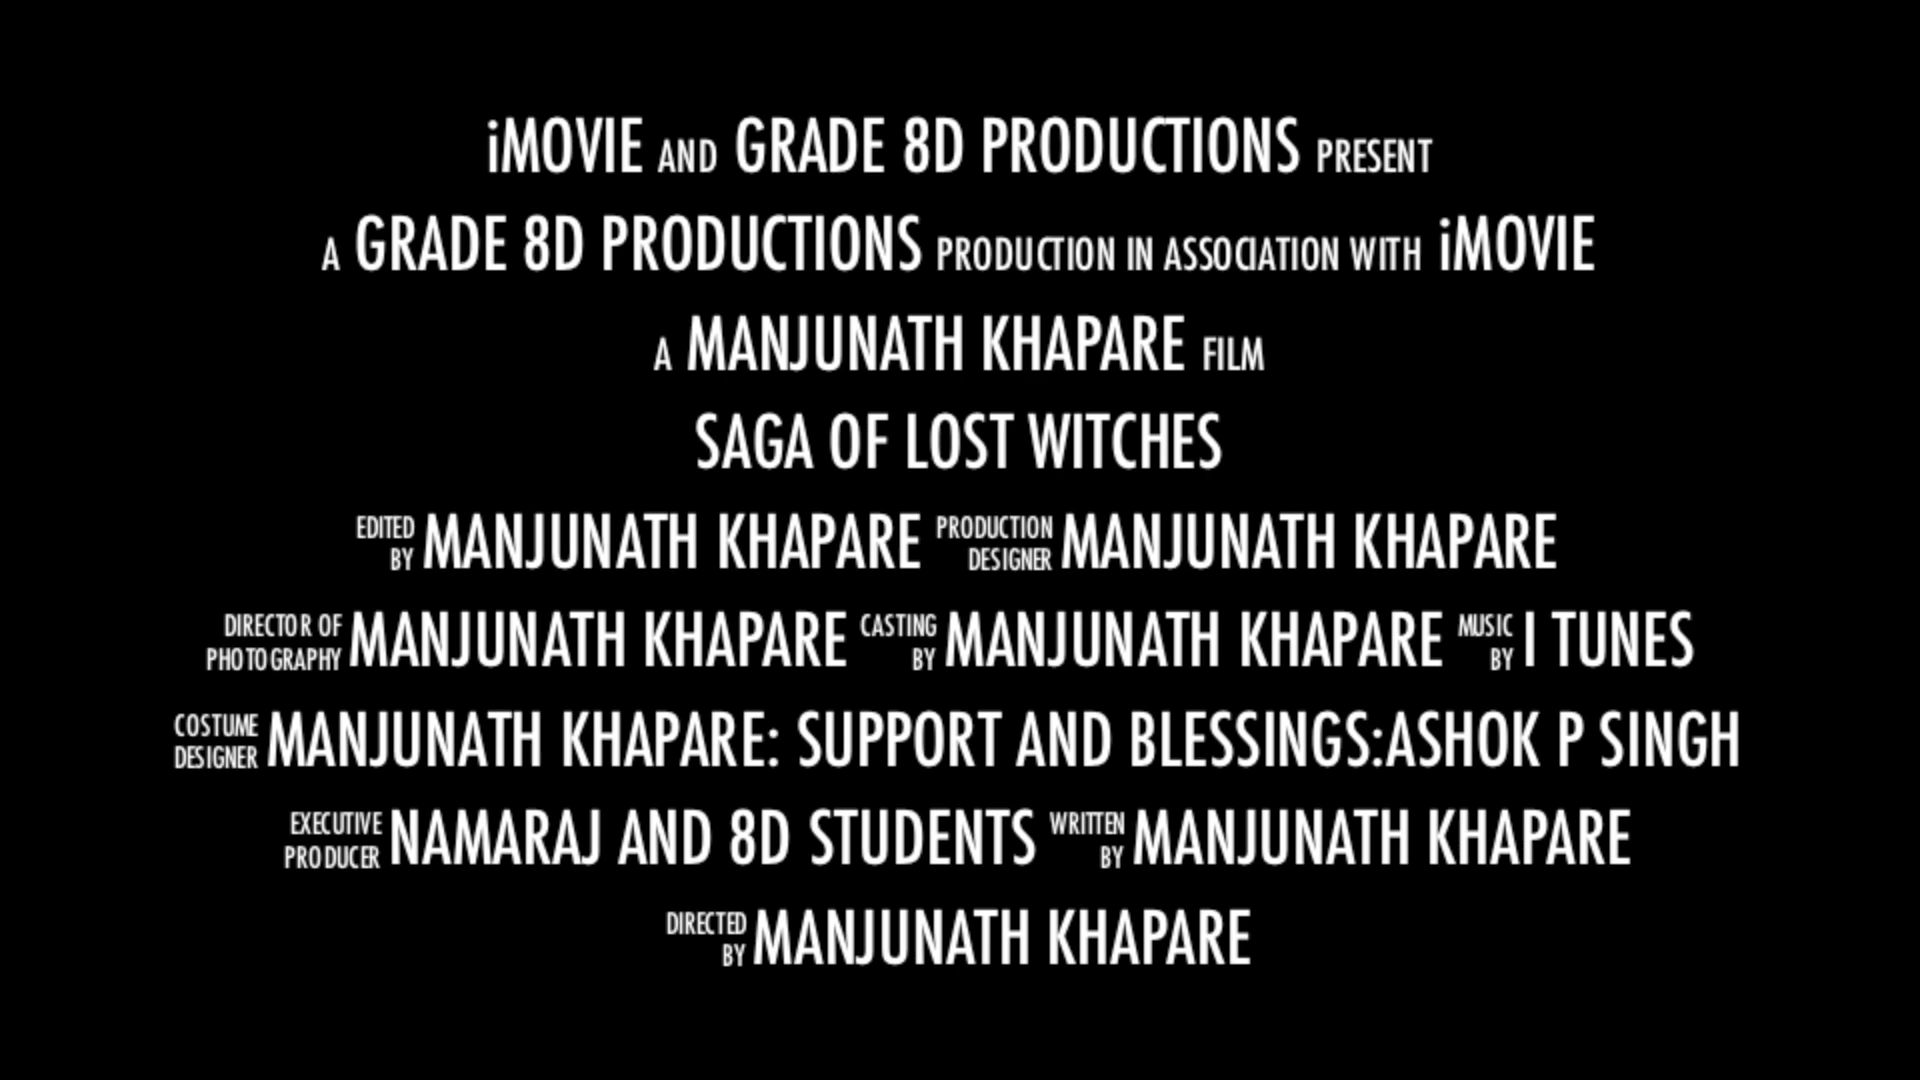 iMOVIE AND GRADE 8D PRODUCTIONS PRESENT
A GRADE 8D PRODUCTIONS PRODUCTION IN ASSOCIATION WITH iMOVIE
A MANJUNATH KHAPARE FILM
SAGA OF LOST WITCHES
EDITED BY MANJUNATH KHAPARE PRODUCTION DESIGNER MANJUNATH KHAPARE
DIRECTOR OF PHOTOGRAPHY MANJUNATH KHAPARE CASTING BY MANJUNATH KHAPARE MUSIC BY I TUNES
COSTUME DESIGNER MANJUNATH KHAPARE: SUPPORT AND BLESSINGS:ASHOK P SINGH
EXECUTIVE PRODUCER NAMARAJ AND 8D STUDENTS WRITTEN BY MANJUNATH KHAPARE
DIRECTED BY MANJUNATH KHAPARE